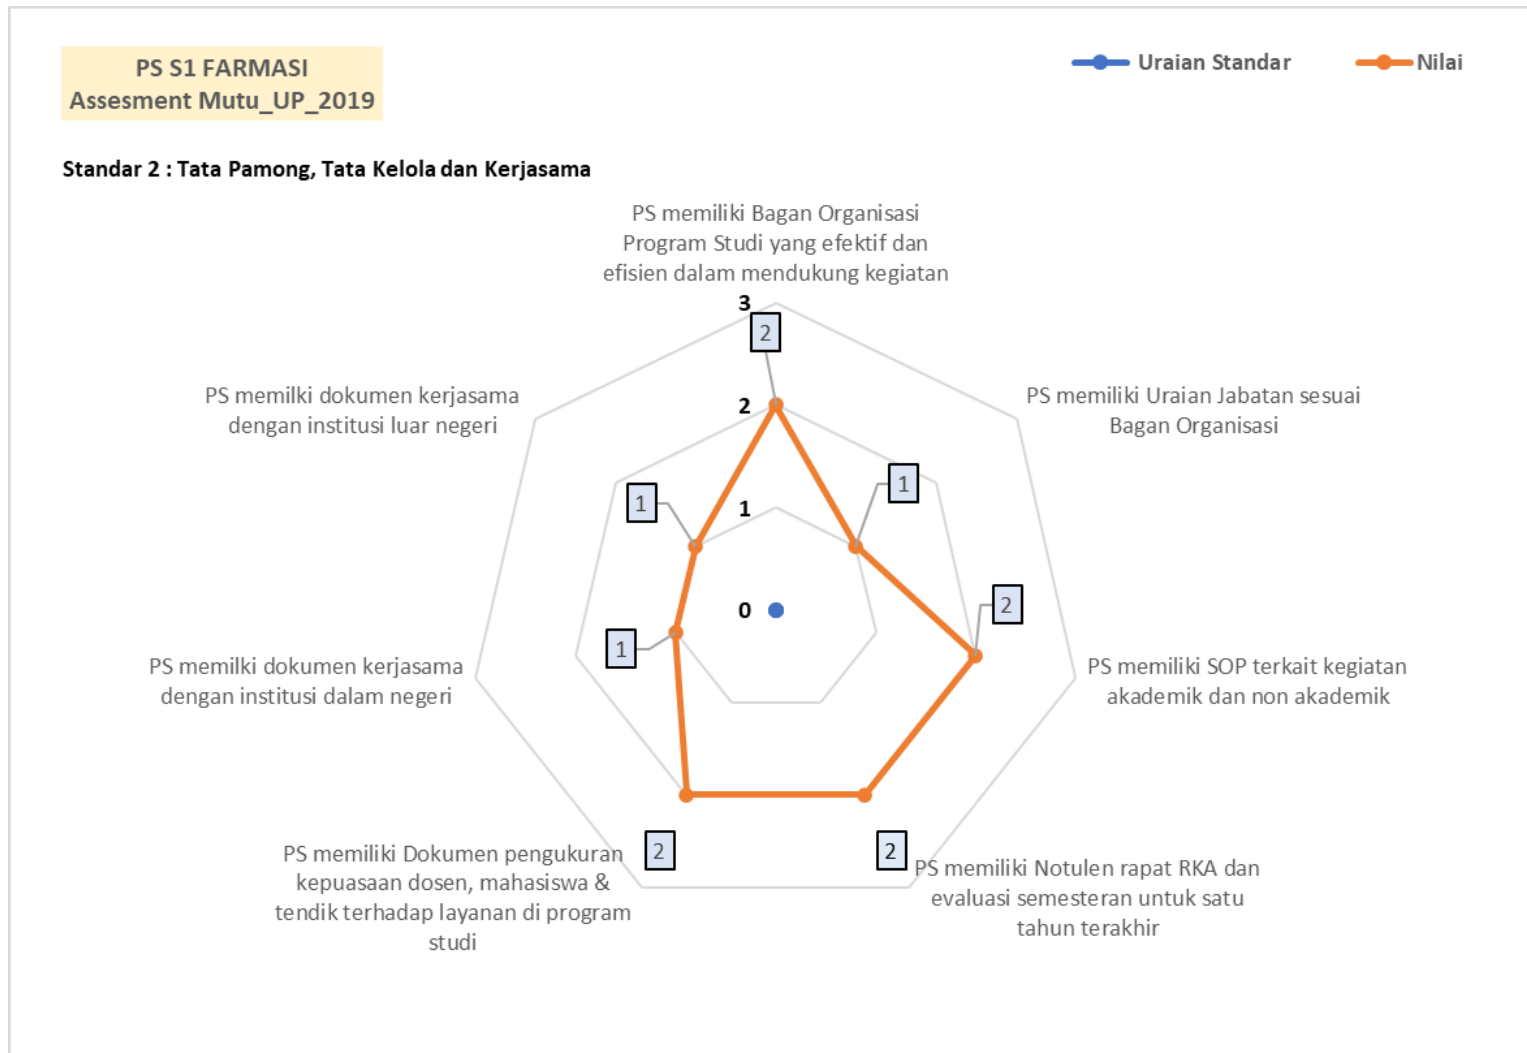 PS S1 FARMASI
Assesment Mutu_UP_2019
Uraian Standar
Nilai
Standar 2 : Tata Pamong, Tata Kelola dan Kerjasama
PS memiliki Bagan Organisasi
Program Studi yang efektif dan
efisien dalam mendukung kegiatan
3
2
PS memilki dokumen kerjasama
dengan institusi luar negeri
PS memiliki Uraian Jabatan sesuai
Bagan Organisasi
2
1
1
1
0
2
1
PS memilki dokumen kerjasama
dengan institusi dalam negeri
PS memiliki SOP terkait kegiatan
akademik dan non akademik
2
2
PS memiliki Dokumen pengukuran
kepuasaan dosen, mahasiswa &
tendik terhadap layanan di program
studi
PS memiliki Notulen rapat RKA dan
evaluasi semesteran untuk satu
tahun terakhir